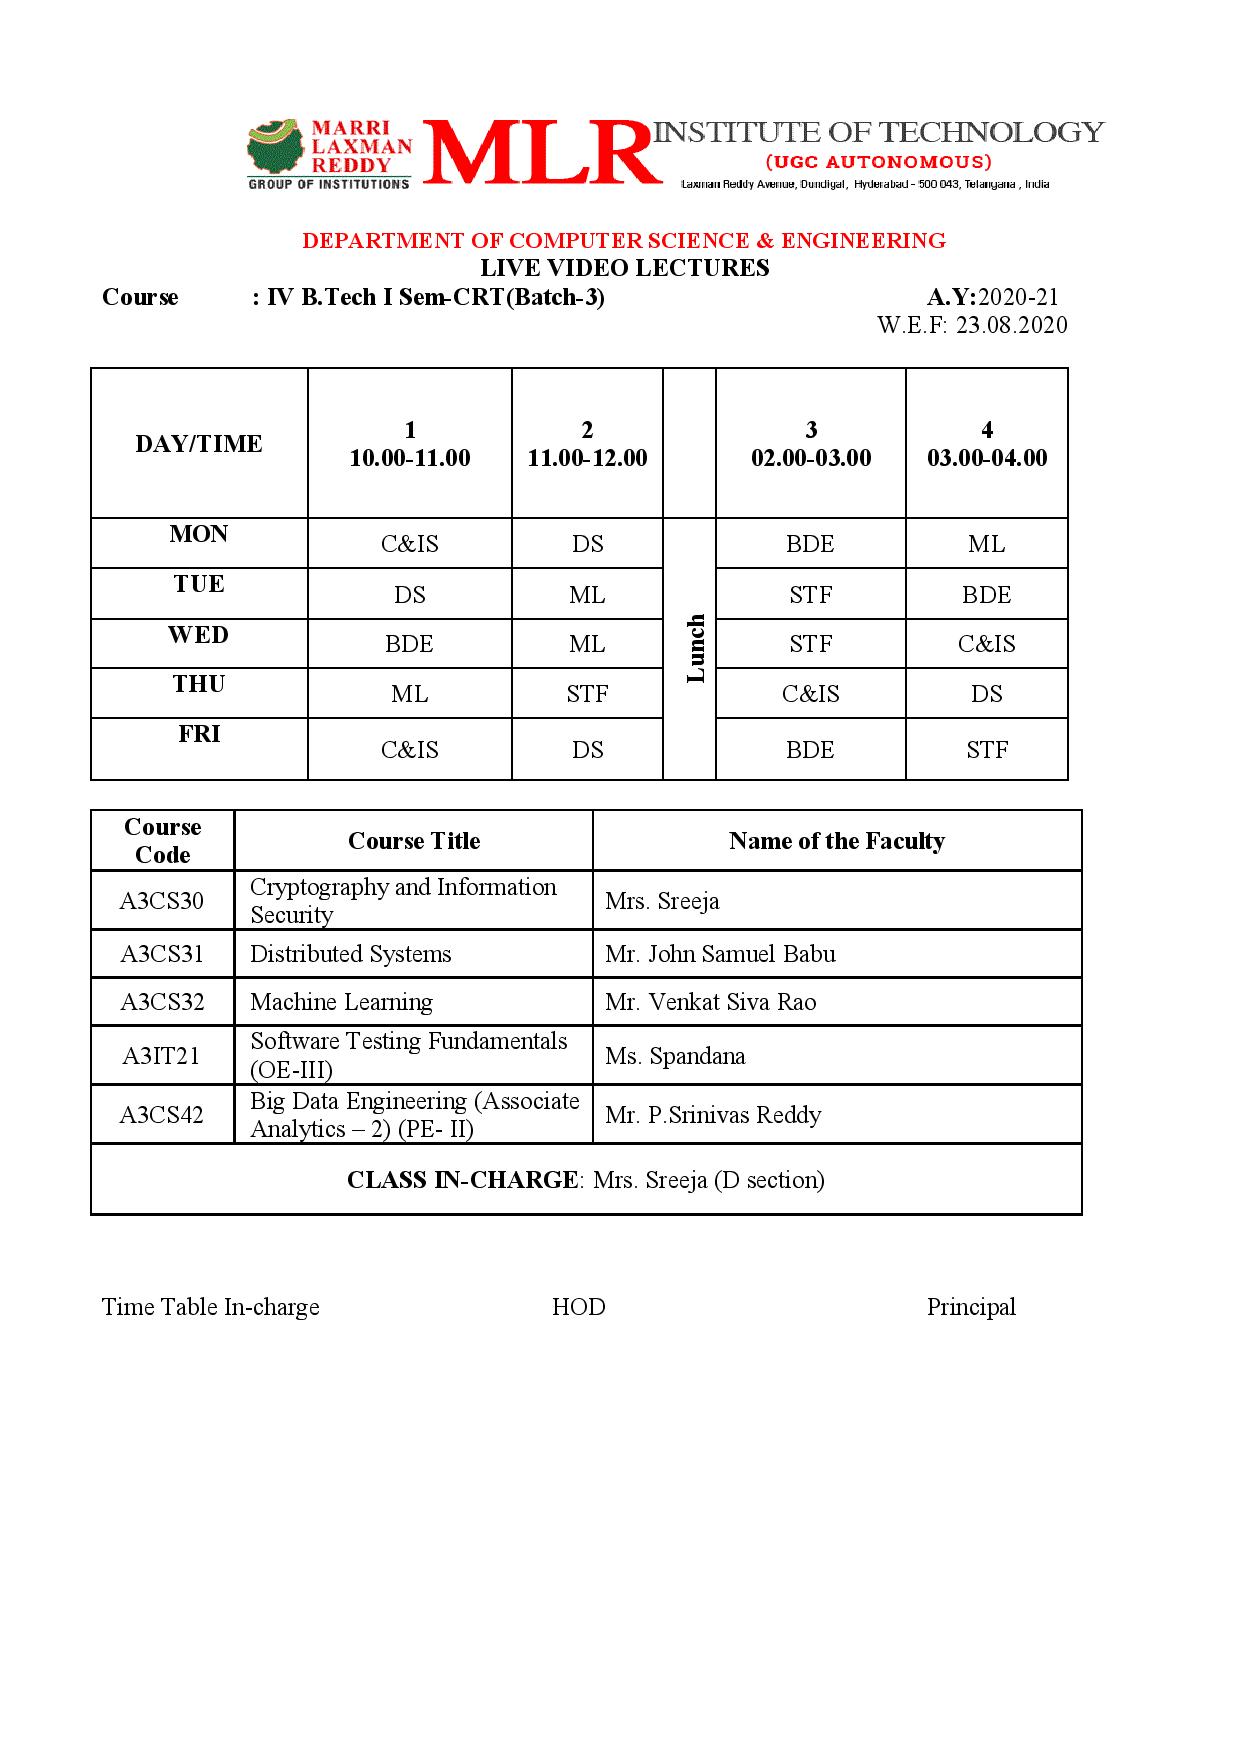 MARRI
LAXMAN
REDDY
GROUP OF INSTITUTIONS
MLR INSTITUTE OF TECHNOLOGY
(UGC AUTONOMOUS)
Laxman Reddy Avenue, Dundigal, Hyderabad - 500 043, Telangana , India
DEPARTMENT OF COMPUTER SCIENCE & ENGINEERING
LIVE VIDEO LECTURES
Course : IV B.Tech I Sem-CRT(Batch-3) A.Y:2020-21
W.E.F: 23.08.2020
DAY/TIME 1 2 3 4
10.00-11.00 11.00-12.00 02.00-03.00 03.00-04.00
MON C&IS DS BDE ML
TUE DS ML STF BDE
WED BDE ML STF C&IS
Lunch
THU ML STF C&IS DS
FRI C&IS DS BDE STF
Course Code Course Title Name of the Faculty
A3CS30 Cryptography and Information Security Mrs. Sreeja
A3CS31 Distributed Systems Mr. John Samuel Babu
A3CS32 Machine Learning Mr. Venkat Siva Rao
A3IT21 Software Testing Fundamentals (OE-III) Ms. Spandana
A3CS42 Big Data Engineering (Associate Analytics – 2) (PE- II) Mr. P.Srinivas Reddy
CLASS IN-CHARGE: Mrs. Sreeja (D section)
Time Table In-charge HOD Principal